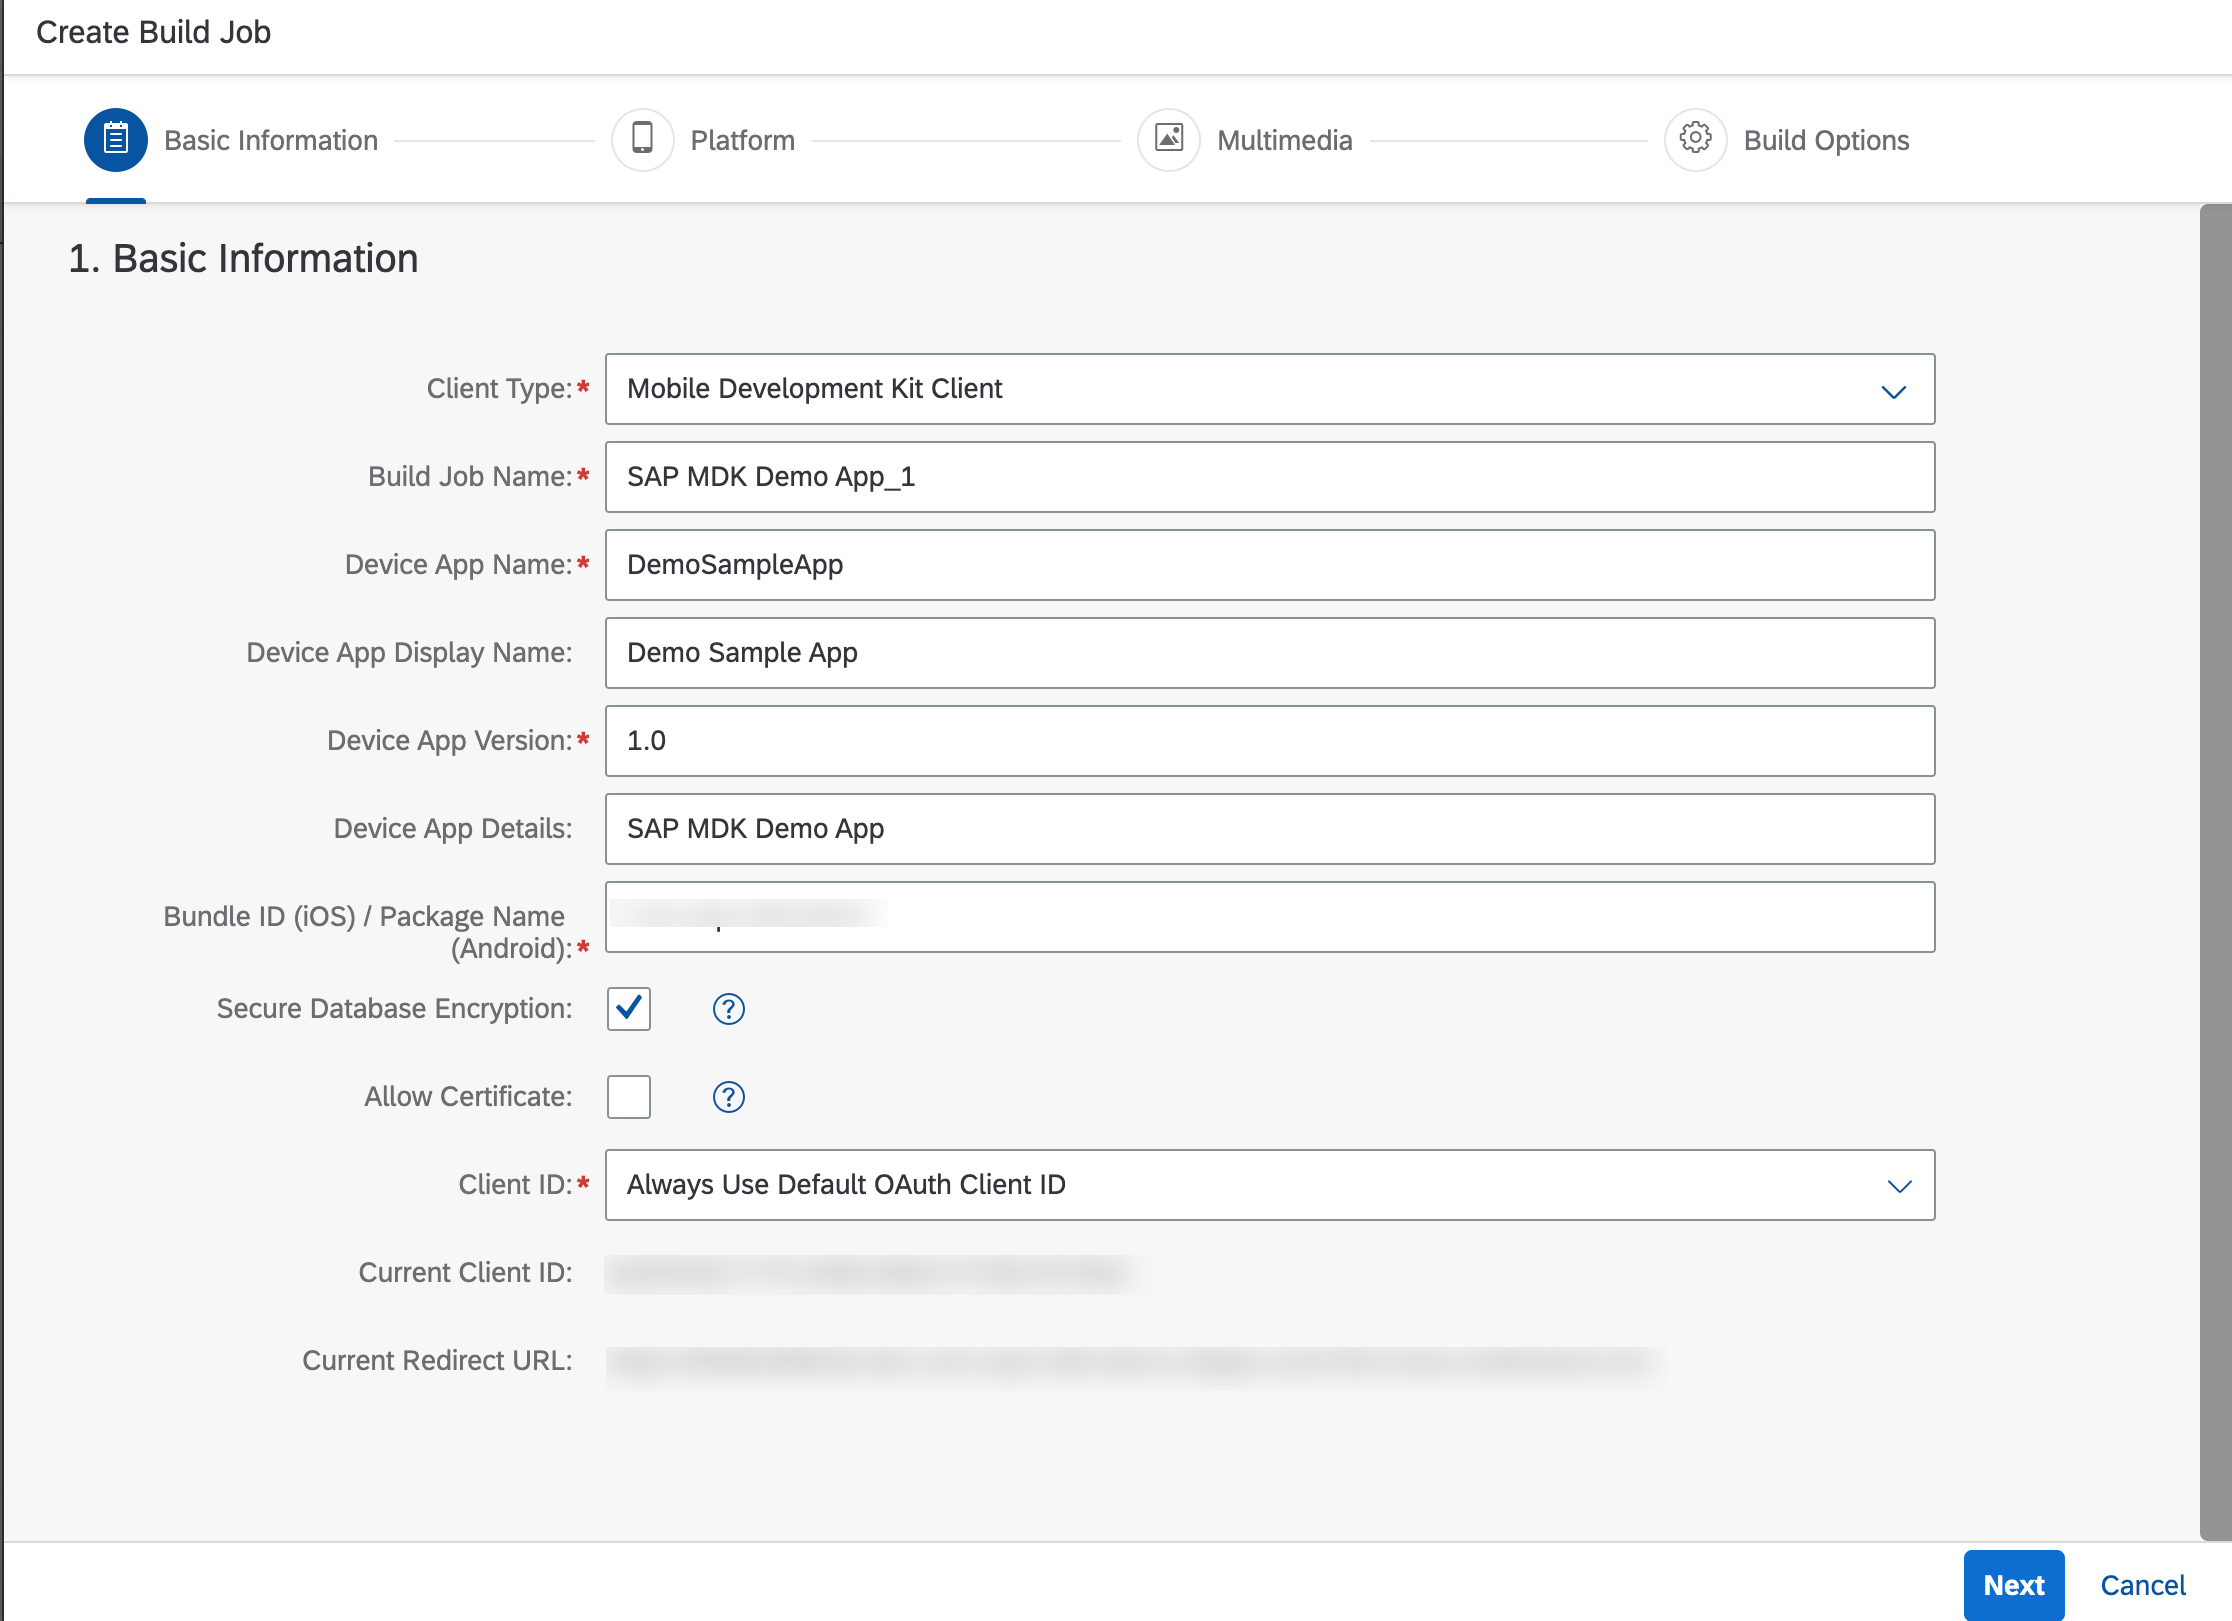 Create Build Job
Basic Information
Platform
Multimedia
Build Options
1. Basic Information
Client Type:*
Mobile Development Kit Client
Build Job Name:*
SAP MDK Demo App_1
Device App Name:*
DemoSampleApp
Device App Display Name:
Demo Sample App
Device App Version:*
1.0
Device App Details:
SAP MDK Demo App
Bundle ID (iOS) / Package Name
(Android):*
Secure Database Encryption:
?
Allow Certificate:
?
Client ID:*
Always Use Default OAuth Client ID
Current Client ID:
Current Redirect URL:
Next
Cancel